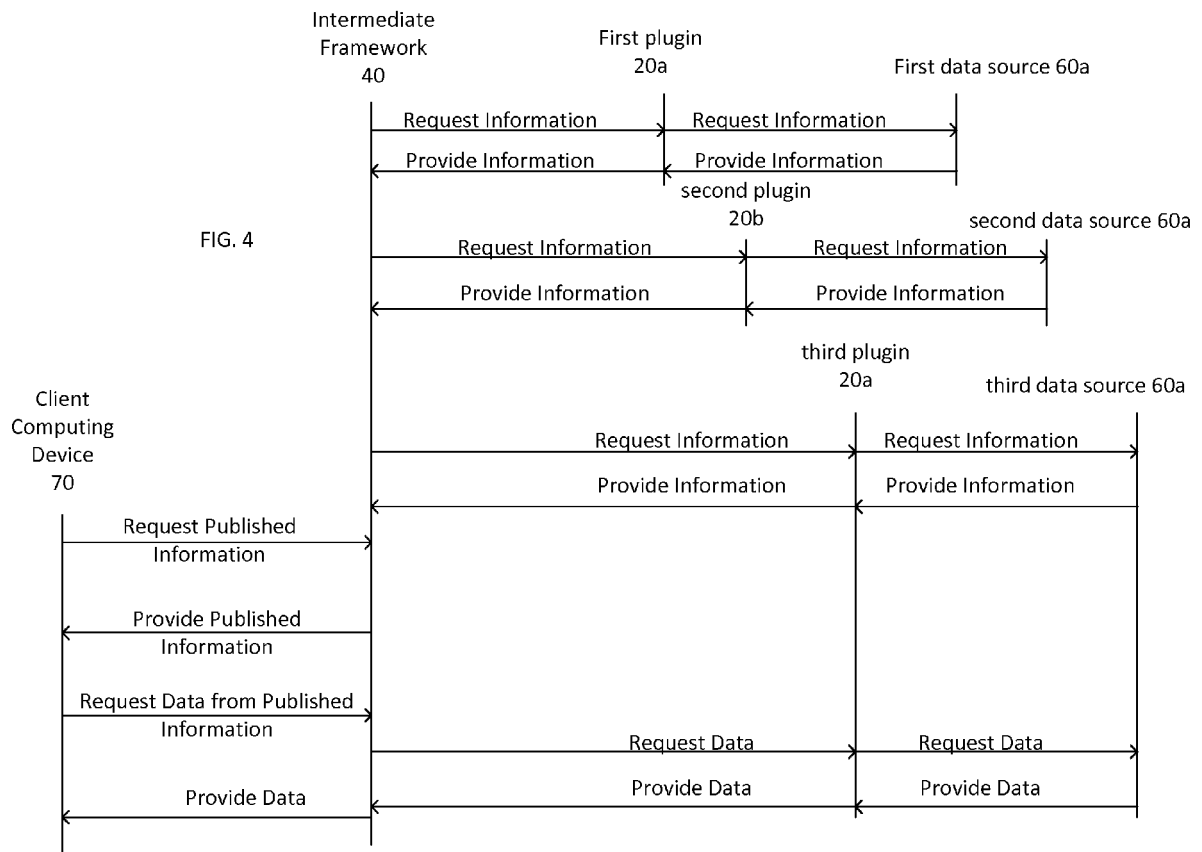 Intermediate
Framework
40
First plugin
20a
First data source 60a
Request Information
Request Information
Provide Information
Provide Information
second plugin
20b
second data source 60a
FIG. 4
Request Information
Request Information
Provide Information
Provide Information
third plugin
20a
third data source 60a
Client
Computing
Device
70
Request Information
Request Information
Provide Information
Provide Information
Request Published
Information
Provide Published
Information
Request Data from Published
Information
Request Data
Request Data
Provide Data
Provide Data
Provide Data